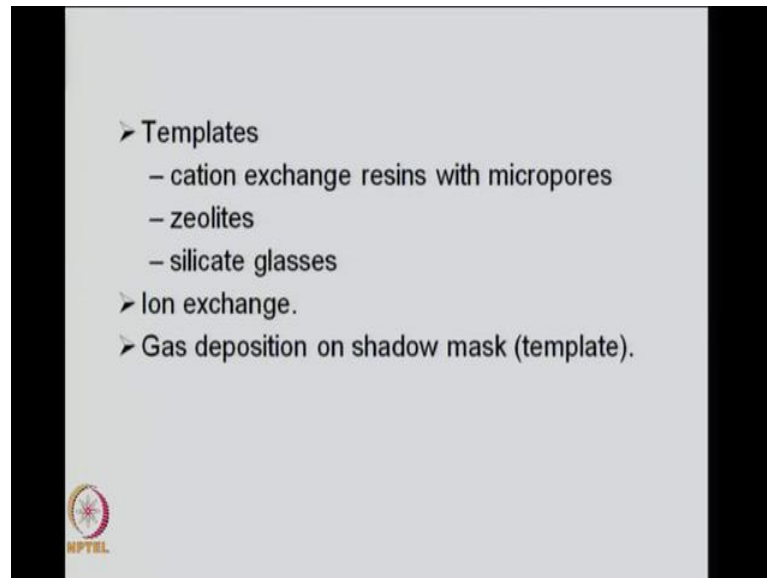 ➢ Templates
– cation exchange resins with micropores
– zeolites
– silicate glasses
➢ Ion exchange.
➢ Gas deposition on shadow mask (template).
NPTEL